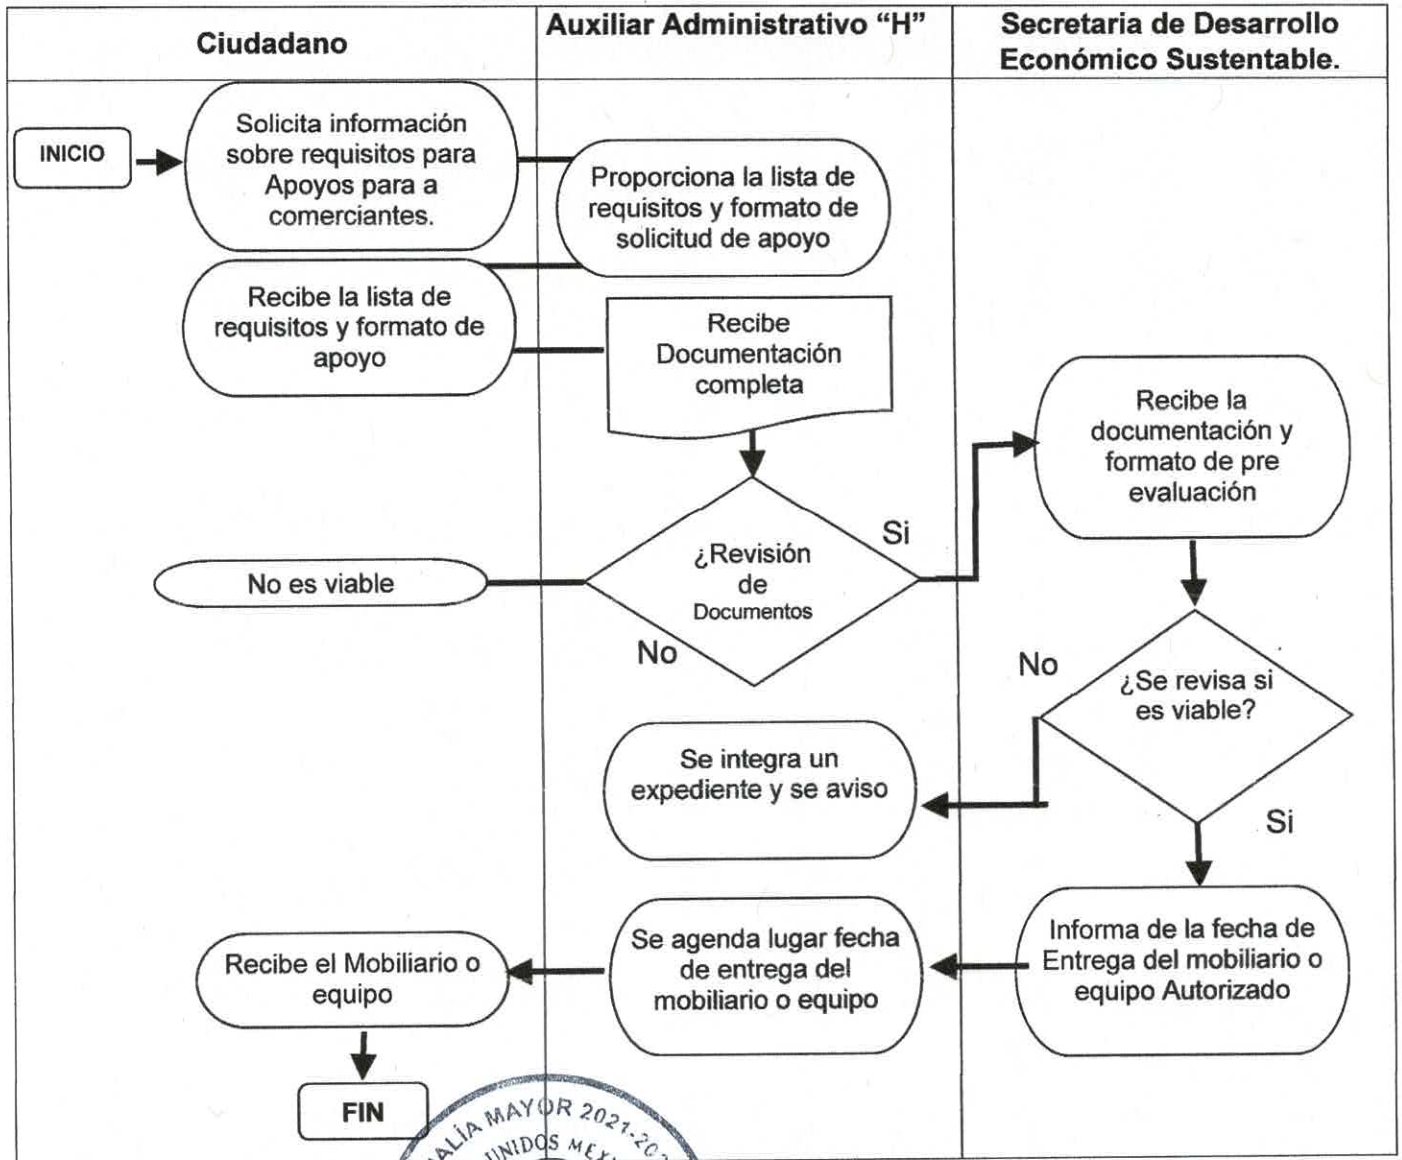 Ciudadano
Auxiliar Administrativo “H”
Secretaria de Desarrollo
Económico Sustentable.
INICIO
Solicita información
sobre requisitos para
Apoyos para a
comerciantes.
Proporciona la lista de
requisitos y formato de
solicitud de apoyo
Recibe la lista de
requisitos y formato de
apoyo
Recibe
Documentación
completa
Recibe la
documentación y
formato de pre
evaluación
Si
¿Revisión
de
Documentos
No
No es viable
No
¿Se revisa si
es viable?
Si
Se integra un
expediente y se aviso
Informa de la fecha de
Entrega del mobiliario o
equipo Autorizado
Se agenda lugar fecha
de entrega del
mobiliario o equipo
Recibe el Mobiliario o
equipo
FIN
ALÍA MAYOR 2021-202
UNIDOS MEX